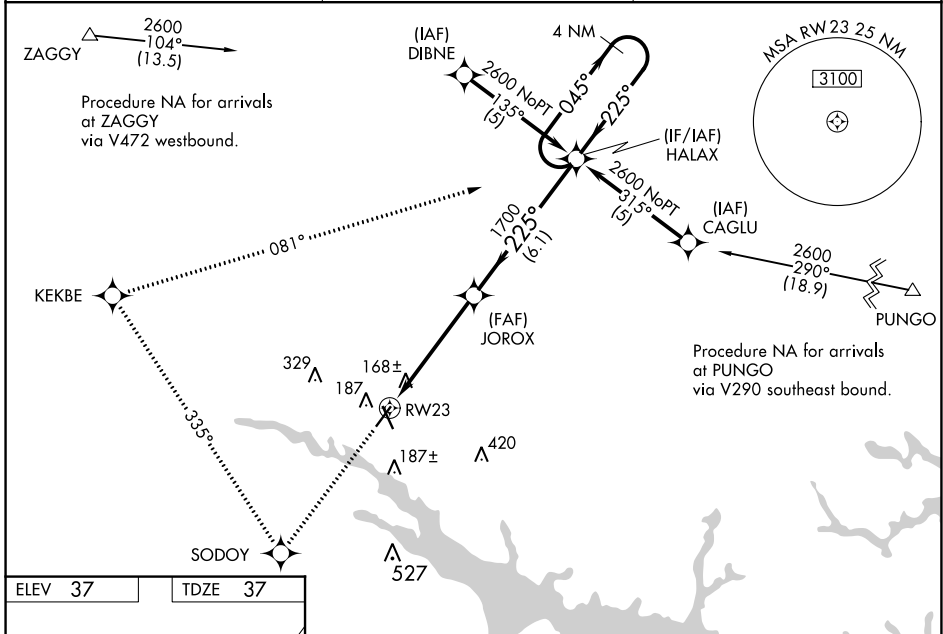 ZAGGY
2600
104°
(13.5)
Procedure NA for arrivals
at ZAGGY
via V472 westbound.
(IAF)
DIBNE
2600 NoPT
135°
(5)
4 NM
045°
225°
(IF/IAF)
HALAX
MSA RW23 25 NM
3100
2600 NoPT
315°
(5)
(IAF)
CAGLU
2600
290°
(18.9)
PUNGO
Procedure NA for arrivals
at PUNGO
via V290 southeast bound.
1700
225°
(6.1)
(FAF)
JOROX
081°
KEKBE
335°
329
168±
187
RW23
187±
420
SODOY
527
ELEV 37
TDZE 37